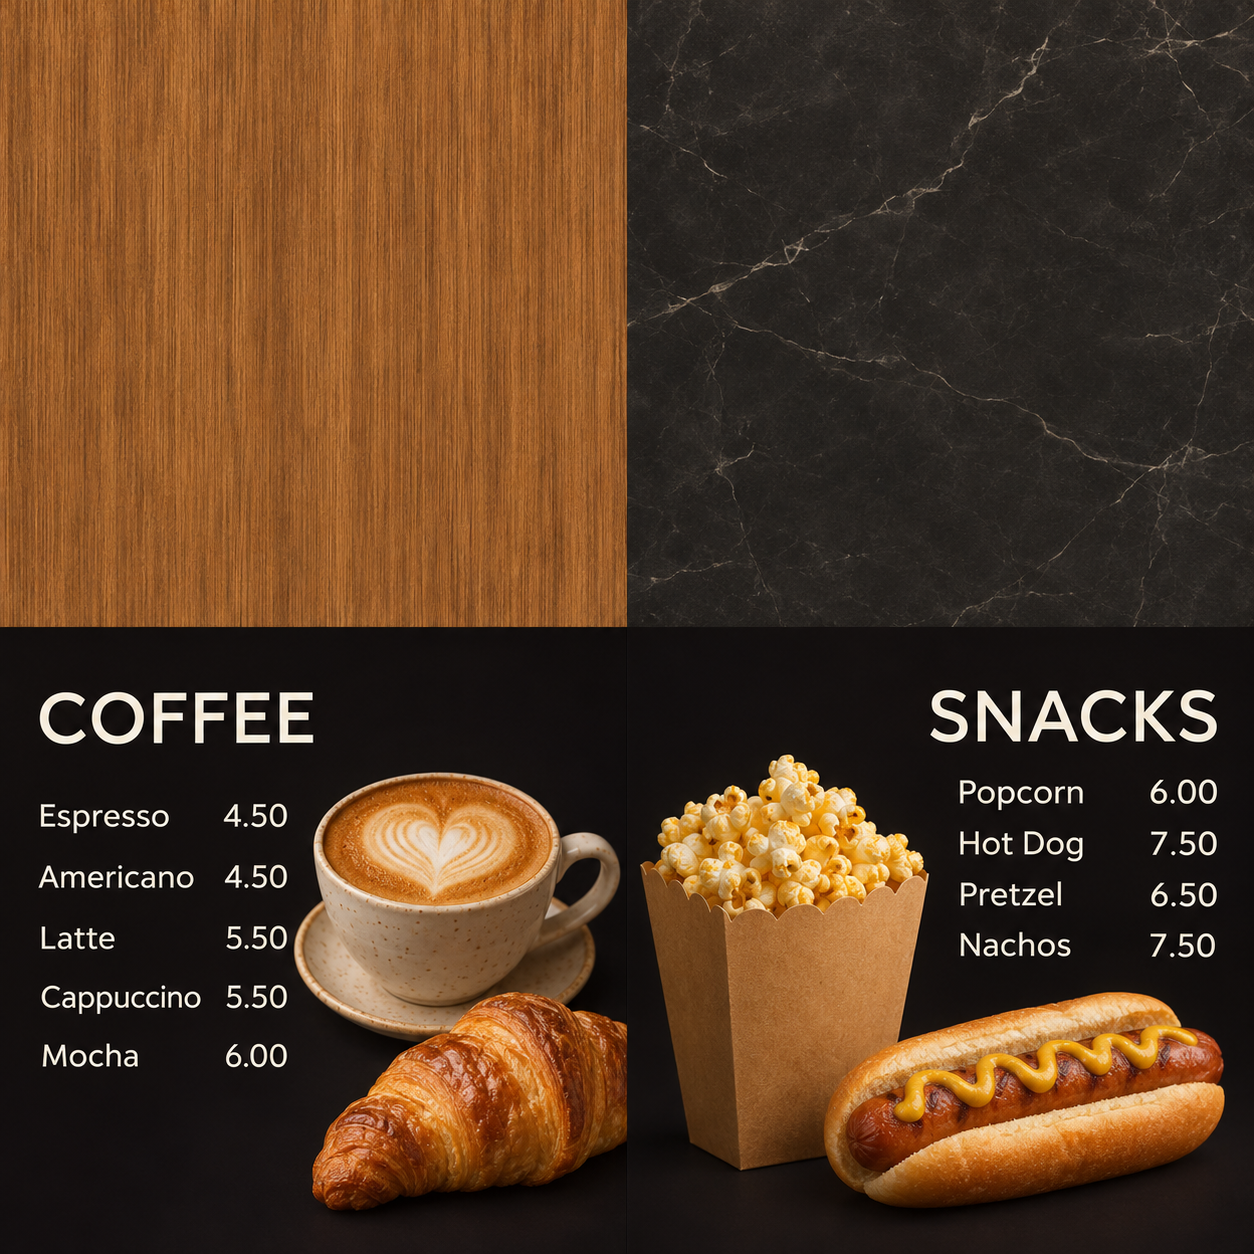 COFFEE
Espresso 4.50
Americano 4.50
Latte 5.50
Cappuccino 5.50
Mocha 6.00
SNACKS
Popcorn 6.00
Hot Dog 7.50
Pretzel 6.50
Nachos 7.50